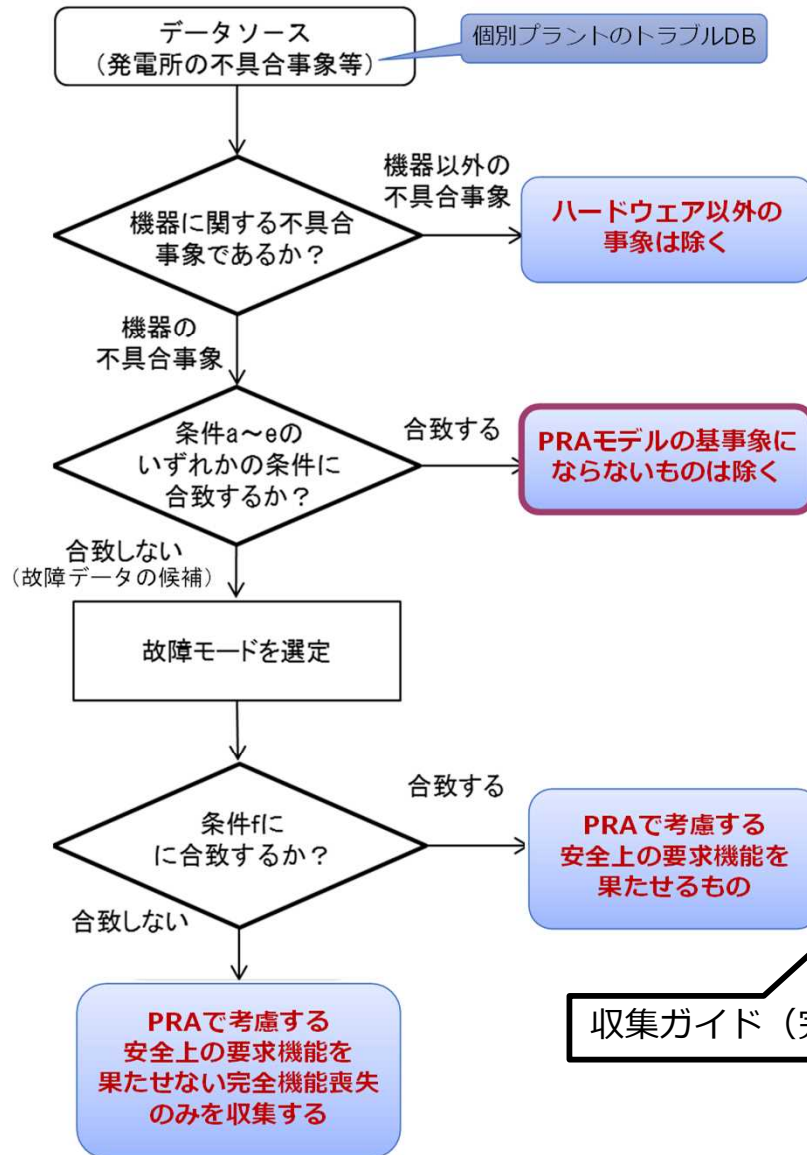 データソース
（発電所の不具合事象等）
個別プラントのトラブルDB
機器に関する不具合
事象であるか？
機器以外の
不具合事象
ハードウェア以外の
事象は除く
機器の
不具合事象
条件a～eの
いずれかの条件に
合致するか？
合致する
PRAモデルの基事象に
ならないものは除く
合致しない
（故障データの候補）
故障モードを選定
条件fに
に合致するか？
合致する
PRAで考慮する
安全上の要求機能を
果たせるもの
合致しない
収集ガイド（
PRAで考慮する
安全上の要求機能を
果たせない完全機能喪失
のみを収集する